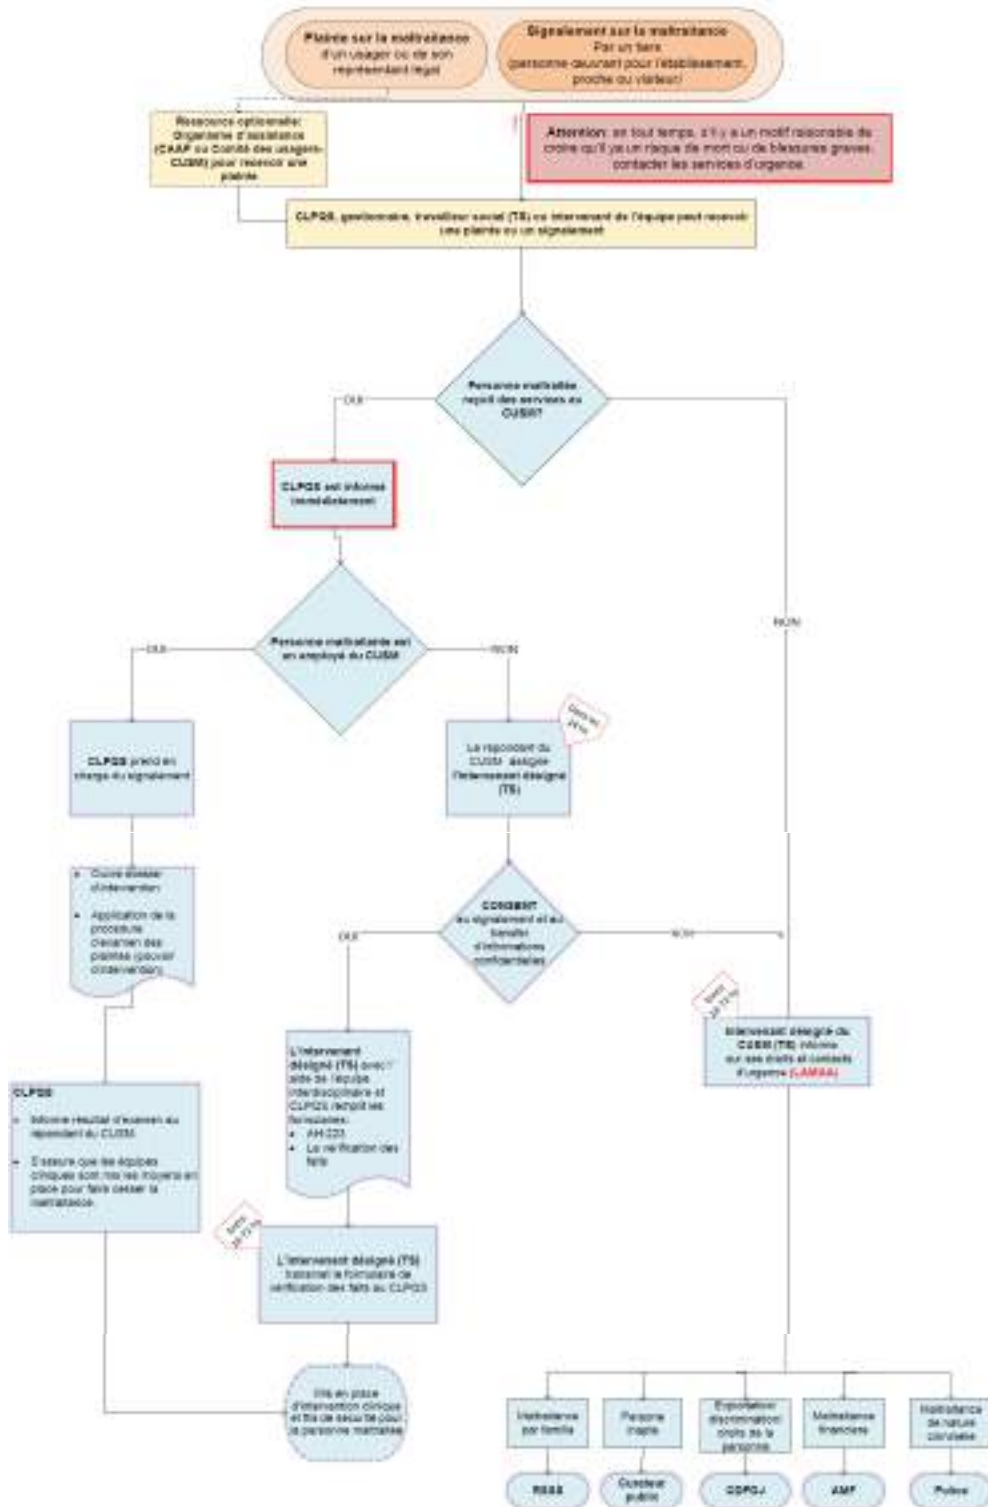 Plainte sur la maltraitance
d'un usager ou de son
représentant légal
Signalement sur la maltraitance
Par un tiers
(personne œuvrant pour l'établissement,
proche ou visiteur)
Ressource optionnelle:
Organisme d'assistance
(CAAP ou Comité des usagers-
CUSM) pour recevoir une
plainte
Attention: en tout temps, s'il y a un motif raisonable de
croire qu'il ya un risque de mort ou de blessures graves,
contacter les services d'urgence.
CLPQS, gestionnaire, travailleur social (TS) ou intervenant de l'équipe peut recevoir
une plainte ou un signalement
Personne maltraitée
reçoit des services au
CUSM?
OUI
NON
CLPQS est informé
immédiatement
Personne maltraitante est
un employé du CUSM
OUI
NON
Dans les
24 hs
CLPQS prend en
charge du signalement
Le répondant du
CUSM désigne
l'intervenant désigné
(TS)
dossier
d'intervention
Application de la
procédure
d'examen des
plaintes (pouvoir
d'intervention)
CONSENT
au signalement et au
transfer
d'informations
confidentielles
OUI
NON
Intervenant désigné du
CUSM (TS) informe
sur ses droits et contacts
d'urgence (LAMAA)
L'intervenant
désigné (TS) avec l'
aide de l'équipe
interdisciplinaire et
CLPQS remplit les
formulaires:
AH-223
La vérification des
faits
CLPQS
Informe résultat d'examen au
répondant du CUSM
S'assure que les équipes
cliniques ont mis les moyens en
place pour faire cesser la
maltraitance.
L'intervenant désigné (TS)
transmet le formulaire de
vérification des faits au CLPQS
Mis en place
d'intervention clinique
et de sécurité pour
la personne maltraitée
Maltraitance
par famille
Persone
inapte
Exploitation/
discrimination/
droits de la
personne
Maltraitance
financière
Maltraitance
de nature
criminelle
RSSS
Curateur
public
CDPDJ
AMF
Police